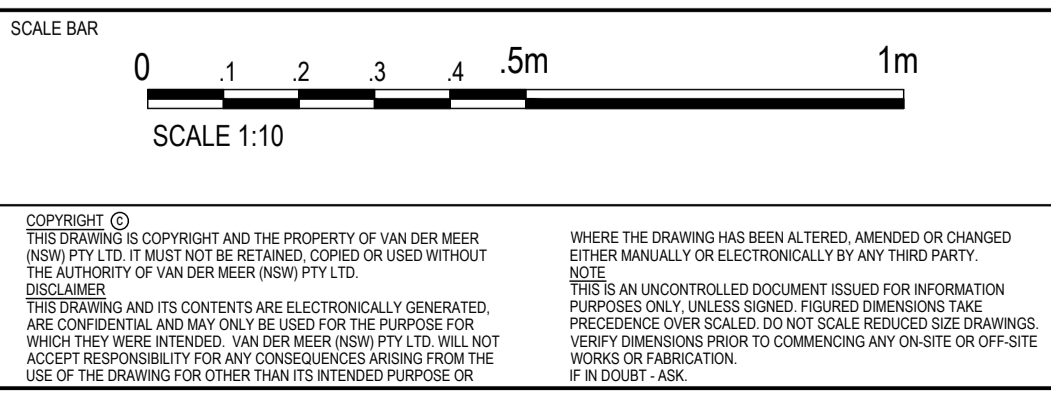 SCALE BAR
0 .1 .2 .3 .4 .5m 1m
SCALE 1:10
COPYRIGHT ©
THIS DRAWING IS COPYRIGHT AND THE PROPERTY OF VAN DER MEER
(NSW) PTY LTD. IT MUST NOT BE RETAINED, COPIED OR USED WITHOUT
THE AUTHORITY OF VAN DER MEER (NSW) PTY LTD.
DISCLAIMER
THIS DRAWING AND ITS CONTENTS ARE ELECTRONICALLY GENERATED,
ARE CONFIDENTIAL AND MAY ONLY BE USED FOR THE PURPOSE FOR
WHICH THEY WERE INTENDED. VAN DER MEER (NSW) PTY LTD. WILL NOT
ACCEPT RESPONSIBILITY FOR ANY CONSEQUENCES ARISING FROM THE
USE OF THE DRAWING FOR OTHER THAN ITS INTENDED PURPOSE OR
WHERE THE DRAWING HAS BEEN ALTERED, AMENDED OR CHANGED
EITHER MANUALLY OR ELECTRONICALLY BY ANY THIRD PARTY.
NOTE
THIS IS AN UNCONTROLLED DOCUMENT ISSUED FOR INFORMATION
PURPOSES ONLY, UNLESS SIGNED. FIGURED DIMENSIONS TAKE
PRECEDENCE OVER SCALED. DO NOT SCALE REDUCED SIZE DRAWINGS.
VERIFY DIMENSIONS PRIOR TO COMMENCING ANY ON-SITE OR OFF-SITE
WORKS OR FABRICATION.
IF IN DOUBT - ASK.